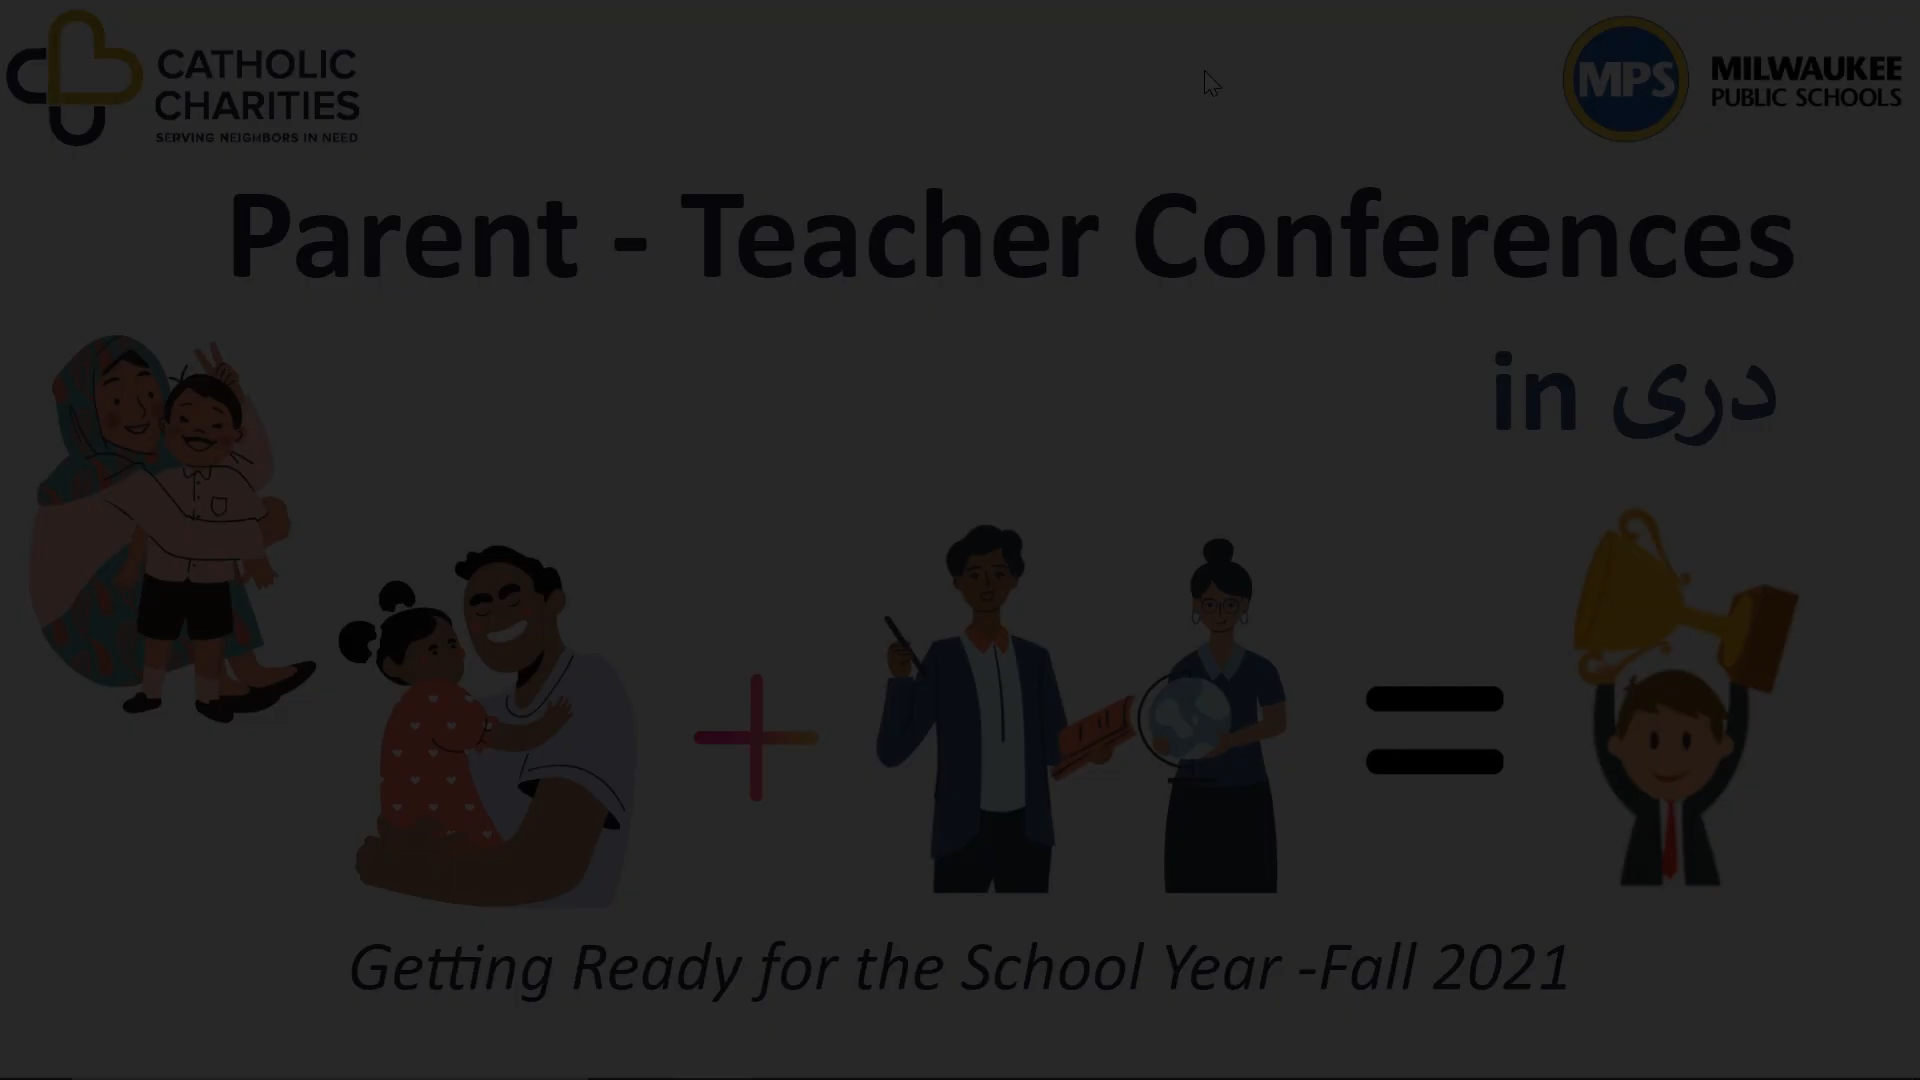 CATHOLIC
CHARITIES
SERVING NEIGHBORS IN NEED
MPS
MILWAUKEE
PUBLIC SCHOOLS
Parent - Teacher Conferences
in دری
Getting Ready for the School Year -Fall 2021